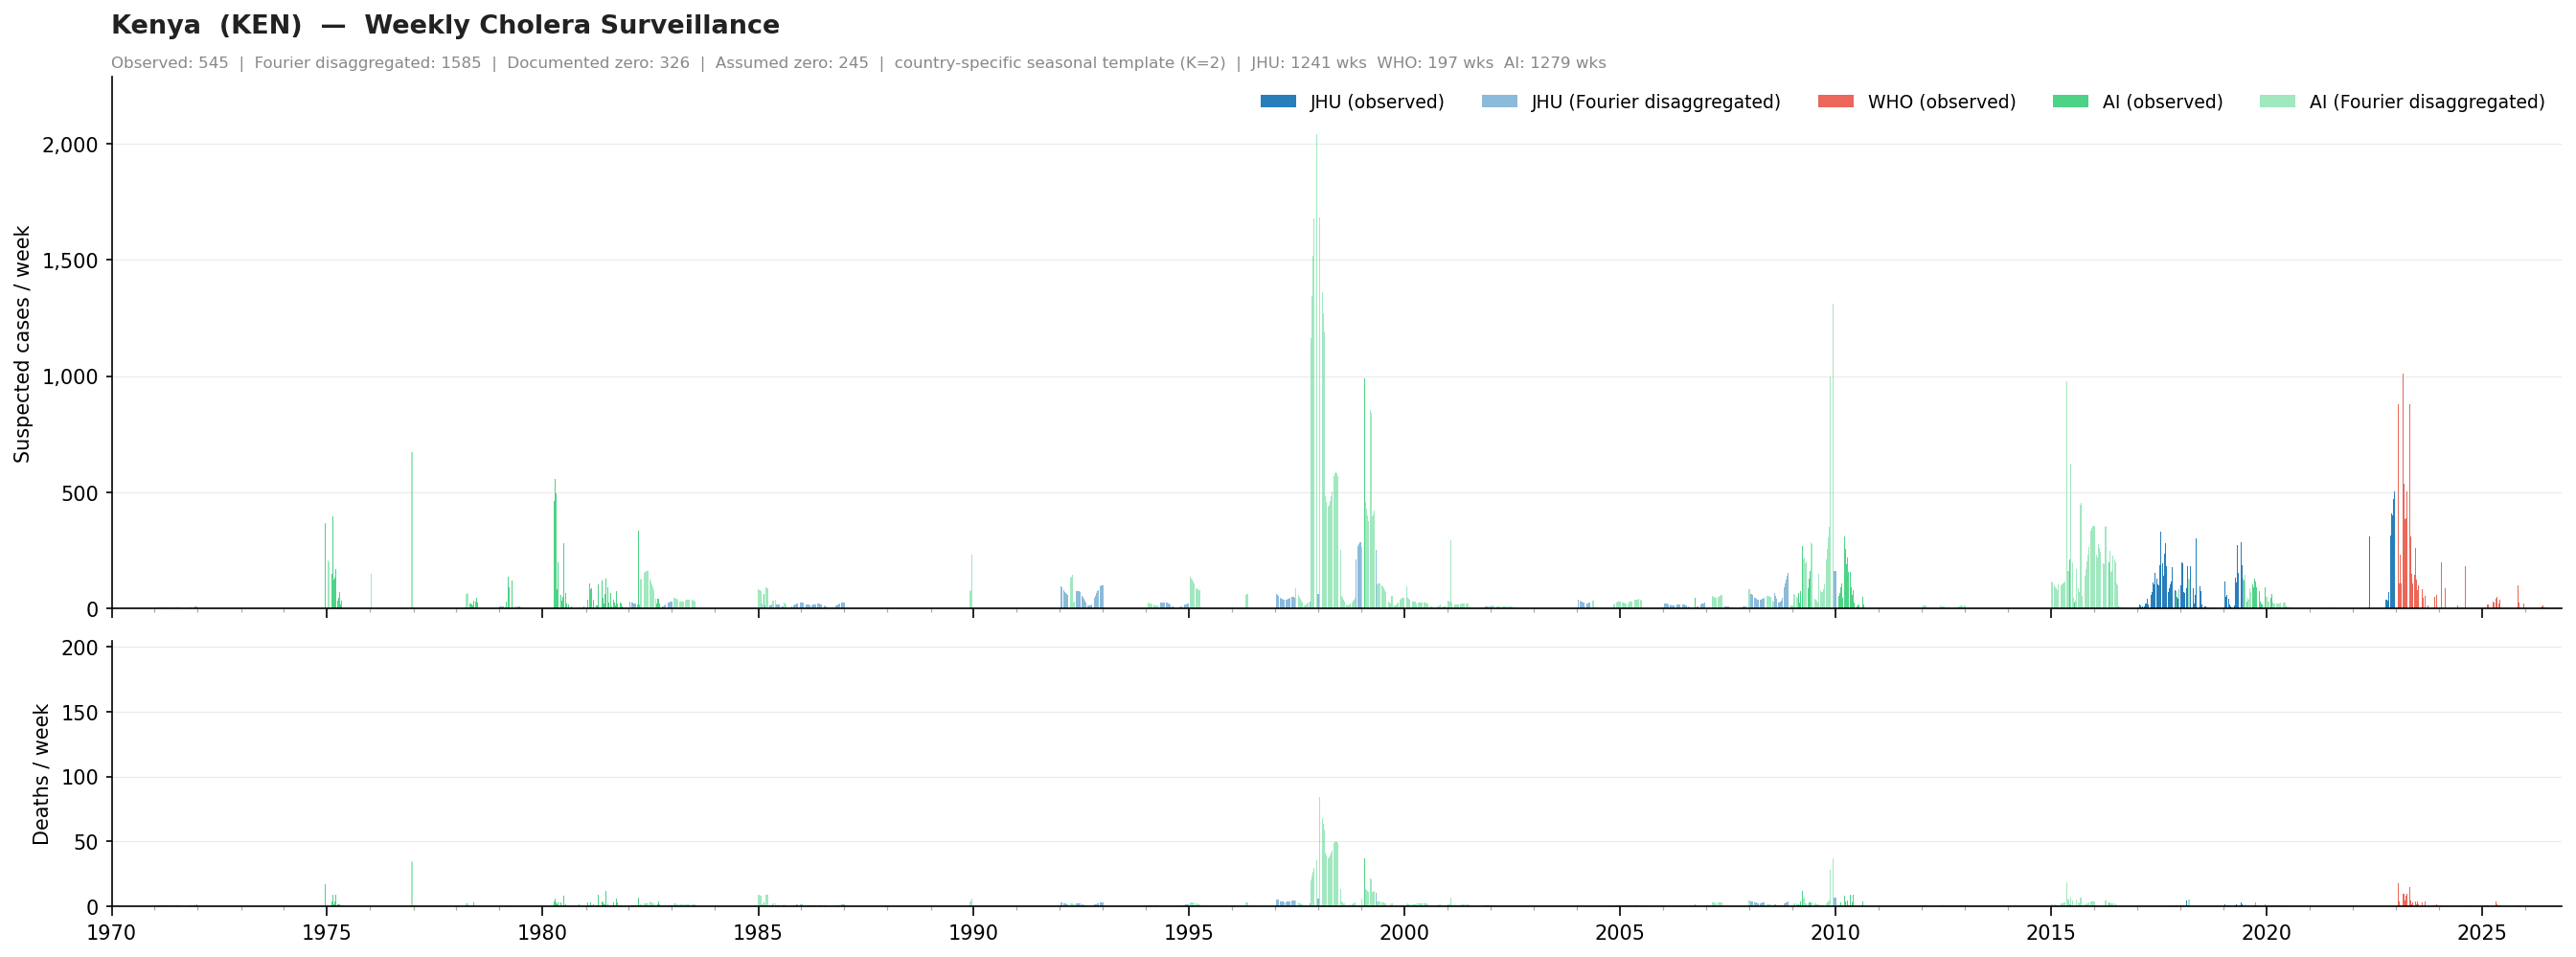 Kenya  (KEN)  —  Weekly Cholera Surveillance
Observed: 545  |  Fourier disaggregated: 1585  |  Documented zero: 326  |  Assumed zero: 245  |  country-specific seasonal template (K=2)  |  JHU: 1241 wks  WHO: 197 wks  AI: 1279 wks
JHU (observed)  JHU (Fourier disaggregated)  WHO (observed)  AI (observed)  AI (Fourier disaggregated)
Suspected cases / week
2,000
1,500
1,000
500
0
Deaths / week
200
150
100
50
0
1970  1975  1980  1985  1990  1995  2000  2005  2010  2015  2020  2025